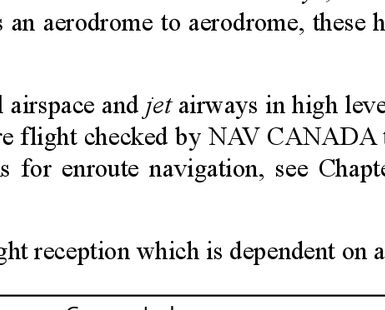 s an aerodrome to aerodrome, these h
l airspace and jet airways in high leve
re flight checked by NAV CANADA
s for enroute navigation, see Chapte
ght reception which is dependent on a